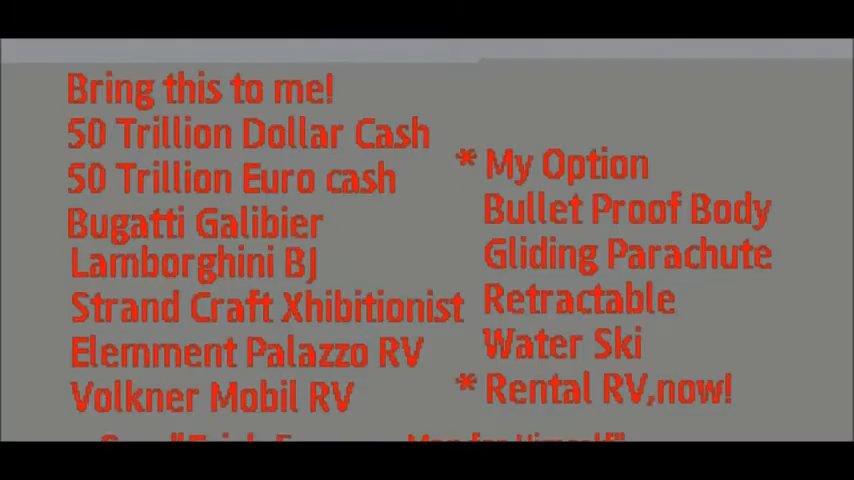 Bring this to me!
50 Trillion Dollar Cash
50 Trillion Euro cash
Bugatti Galibier
Lamborghini BJ
Strand Craft Xhibitionist
Elemment Palazzo RV
Volkner Mobil RV
* My Option
Bullet Proof Body
Gliding Parachute
Retractable
Water Ski
* Rental RV,now!